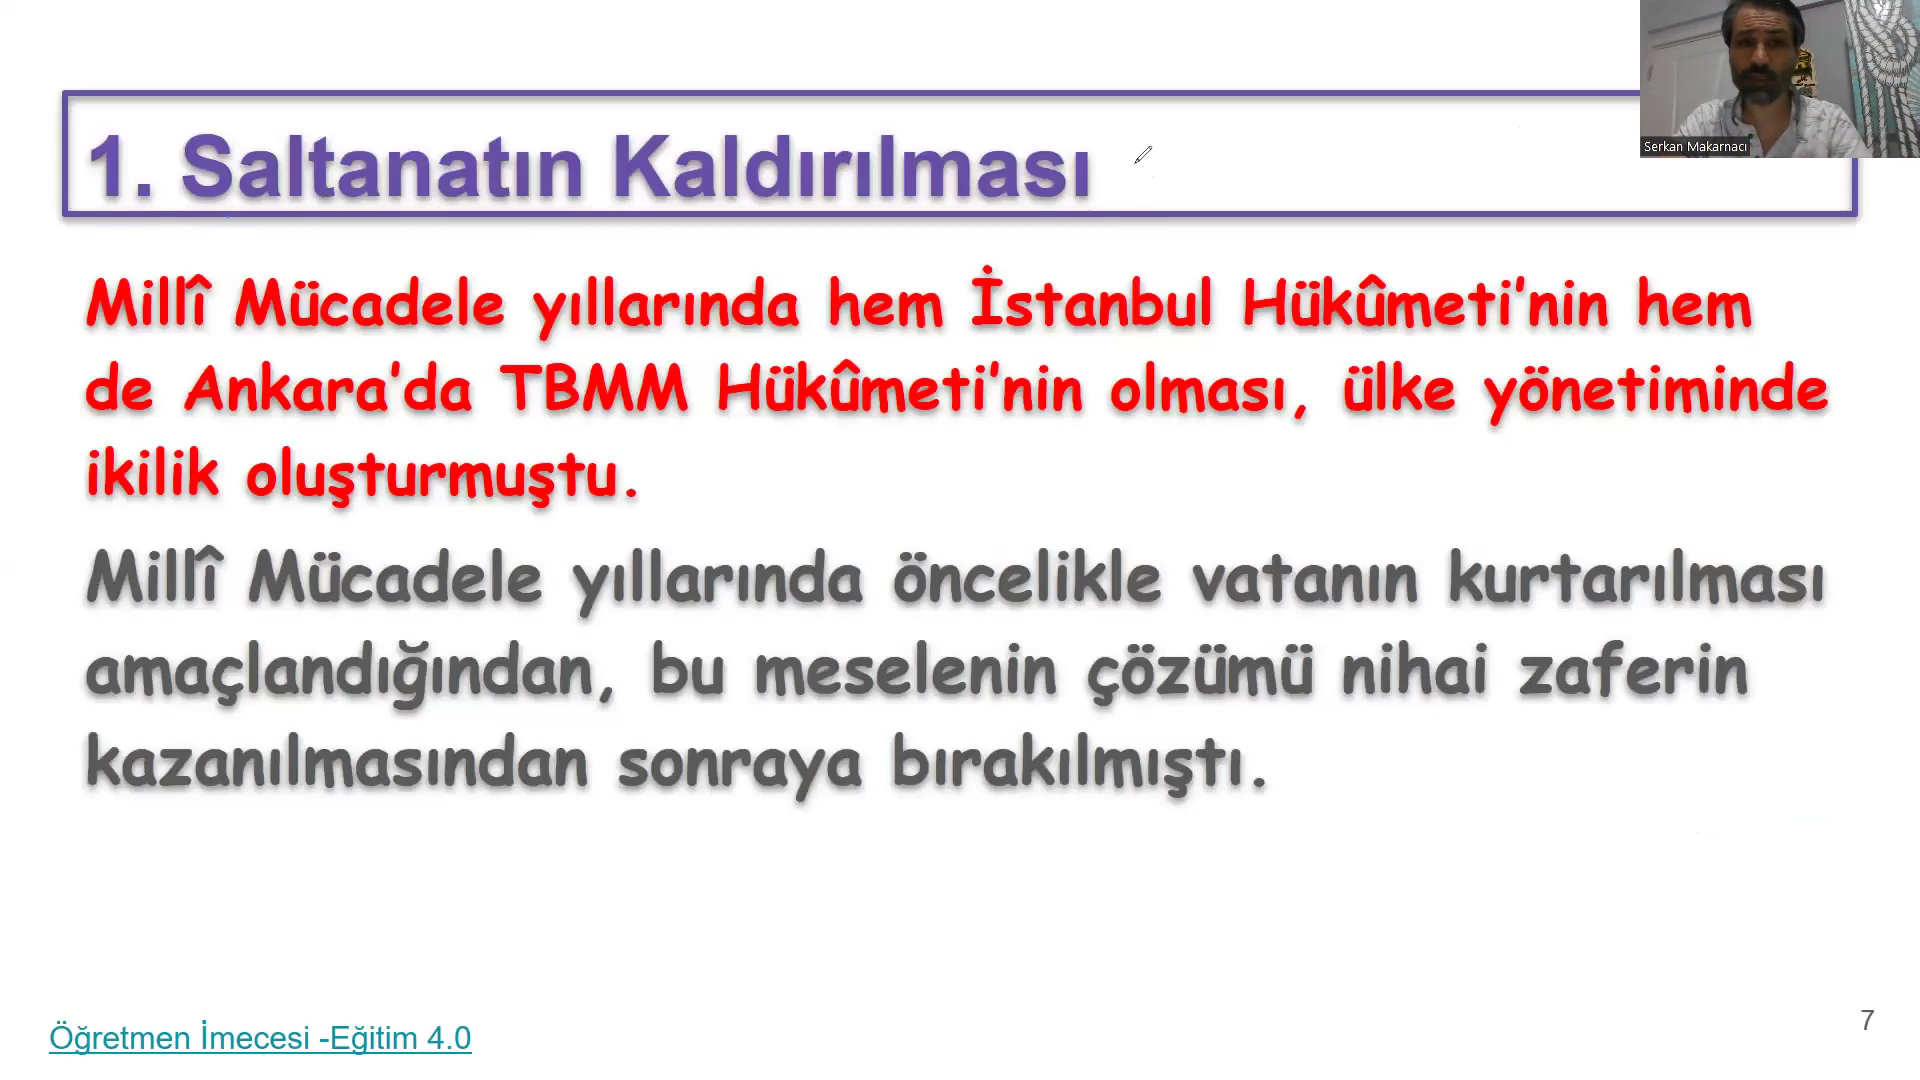 Serkan Makarnacı
1. Saltanatın Kaldırılması
Millî Mücadele yıllarında hem İstanbul Hükûmeti’nin hem
de Ankara’da TBMM Hükûmeti’nin olması, ülke yönetiminde
ikilik oluşturmuştu.
Millî Mücadele yıllarında öncelikle vatanın kurtarılması
amaçlandığından, bu meselenin çözümü nihai zaferin
kazanılmasından sonraya bırakılmıştı.
Öğretmen İmecesi -Eğitim 4.0
7